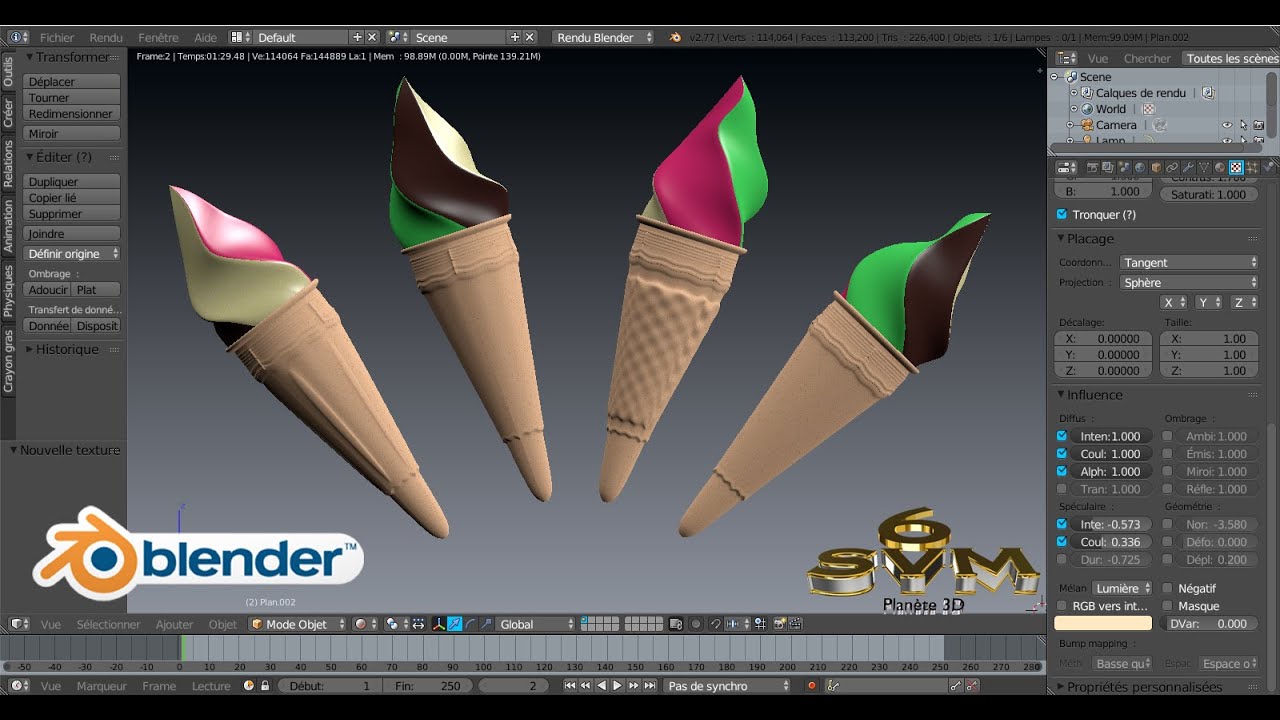 Fichier Rendu Fenêtre Aide Default Scene Rendu Blender v2.77 | Verts : 114,064 | Faces : 113,200 | Tris : 226,400 | Objets : 1/6 | Lampes : 0/1 | Mem:99.09M | Plan.002
Frame:2 | Temps:01:29.48 | Ve:114064 Fa:144889 La:1 | Mem : 98.89M (0.00M, Pointe 139.21M)
Outils
Créer
Relations
Animation
Physiques
Crayon gras
Transformer
Déplacer
Tourner
Redimensionner
Miroir
Éditer (?)
Dupliquer
Copier lié
Supprimer
Joindre
Définir origine
Ombrage :
Adoucir Plat
Transfert de donné...
Donnée Disposit
Historique
Nouvelle texture
Vue Chercher Toutes les scènes
Scene
Calques de rendu
World
Camera
Lamp
B: 1.000
Saturati: 1.000
Tronquer (?)
Placage
Coordonn... Tangent
Projection : Sphère
X Y Z
Décalage: Taille:
X: 0.00000 X: 1.00
Y: 0.00000 Y: 1.00
Z: 0.00000 Z: 1.00
Influence
Diffus : Ombrage :
Inten:1.000 Ambi:1.000
Coul: 1.000 Émis: 1.000
Alph: 1.000 Miroi: 1.000
Tran: 1.000 Réfle: 1.000
Spéculaire : Géométrie :
Inte: -0.573 Nor: -3.580
Coul: 0.336 Défo: 0.000
Dur: -0.725 Dépl: 0.200
Mélan Lumière Négatif
RGB vers int... Masque
DVar: 0.000
Bump mapping :
Méth Basse qu Espac Espace o
Propriétés personnalisées
z
blender™
6
SVM
Planète 3D
(2) Plan.002
Vue Sélectionner Ajouter Objet Mode Objet Global
-50 -40 -30 -20 -10 0 10 20 30 40 50 60 70 80 90 100 110 120 130 140 150 160 170 180 190 200 210 220 230 240 250 260 270 280
Vue Marqueur Frame Lecture Début: 1 Fin: 250 2 Pas de synchro